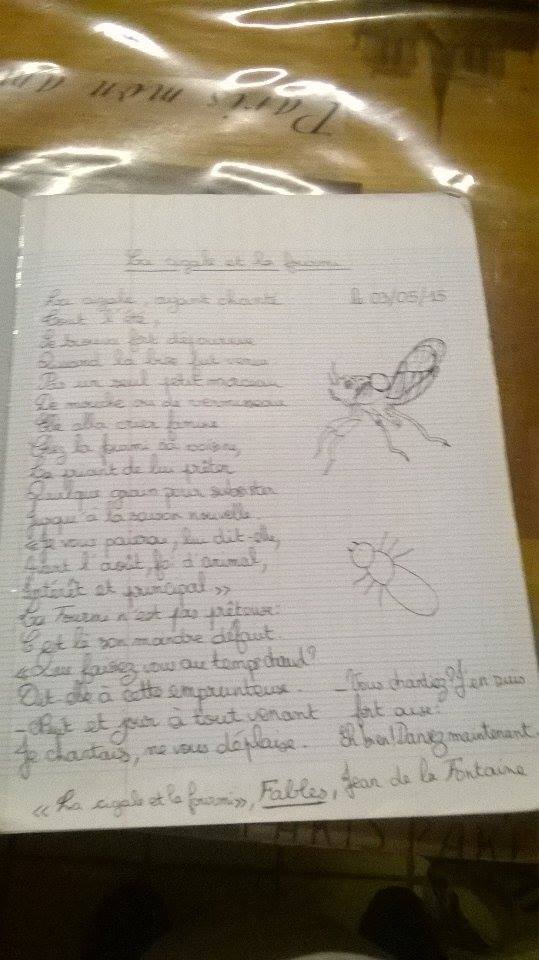 Paris mon am
La cigale et la fourmi
Le 03/05/15
La cigale, ayant chanté
Tout l'été,
Se trouva fort dépourvue
Quand la bise fut venue
Pas un seul petit morceau
De mouche ou de vermisseau
Elle alla crier famine
Chez la fourmi sa voisine,
La priant de lui prêter
Quelque grain pour subsister
Jusqu'à la saison nouvelle
« Je vous paierai, lui dit-elle,
Avant l'août, foi d'animal,
Intérêt et principal. »
La Fourmi n'est pas prêteuse:
C'est là son moindre défaut.
« Que faisiez vous au temps chaud?
Dit elle à cette emprunteuse.
- Nuit et jour à tout venant
Je chantais, ne vous déplaise.
- Vous chantiez? J'en suis
fort aise:
Eh bien! Dansez maintenant.
« La cigale et la fourmi », Fables, Jean de la Fontaine
PARIS PARI